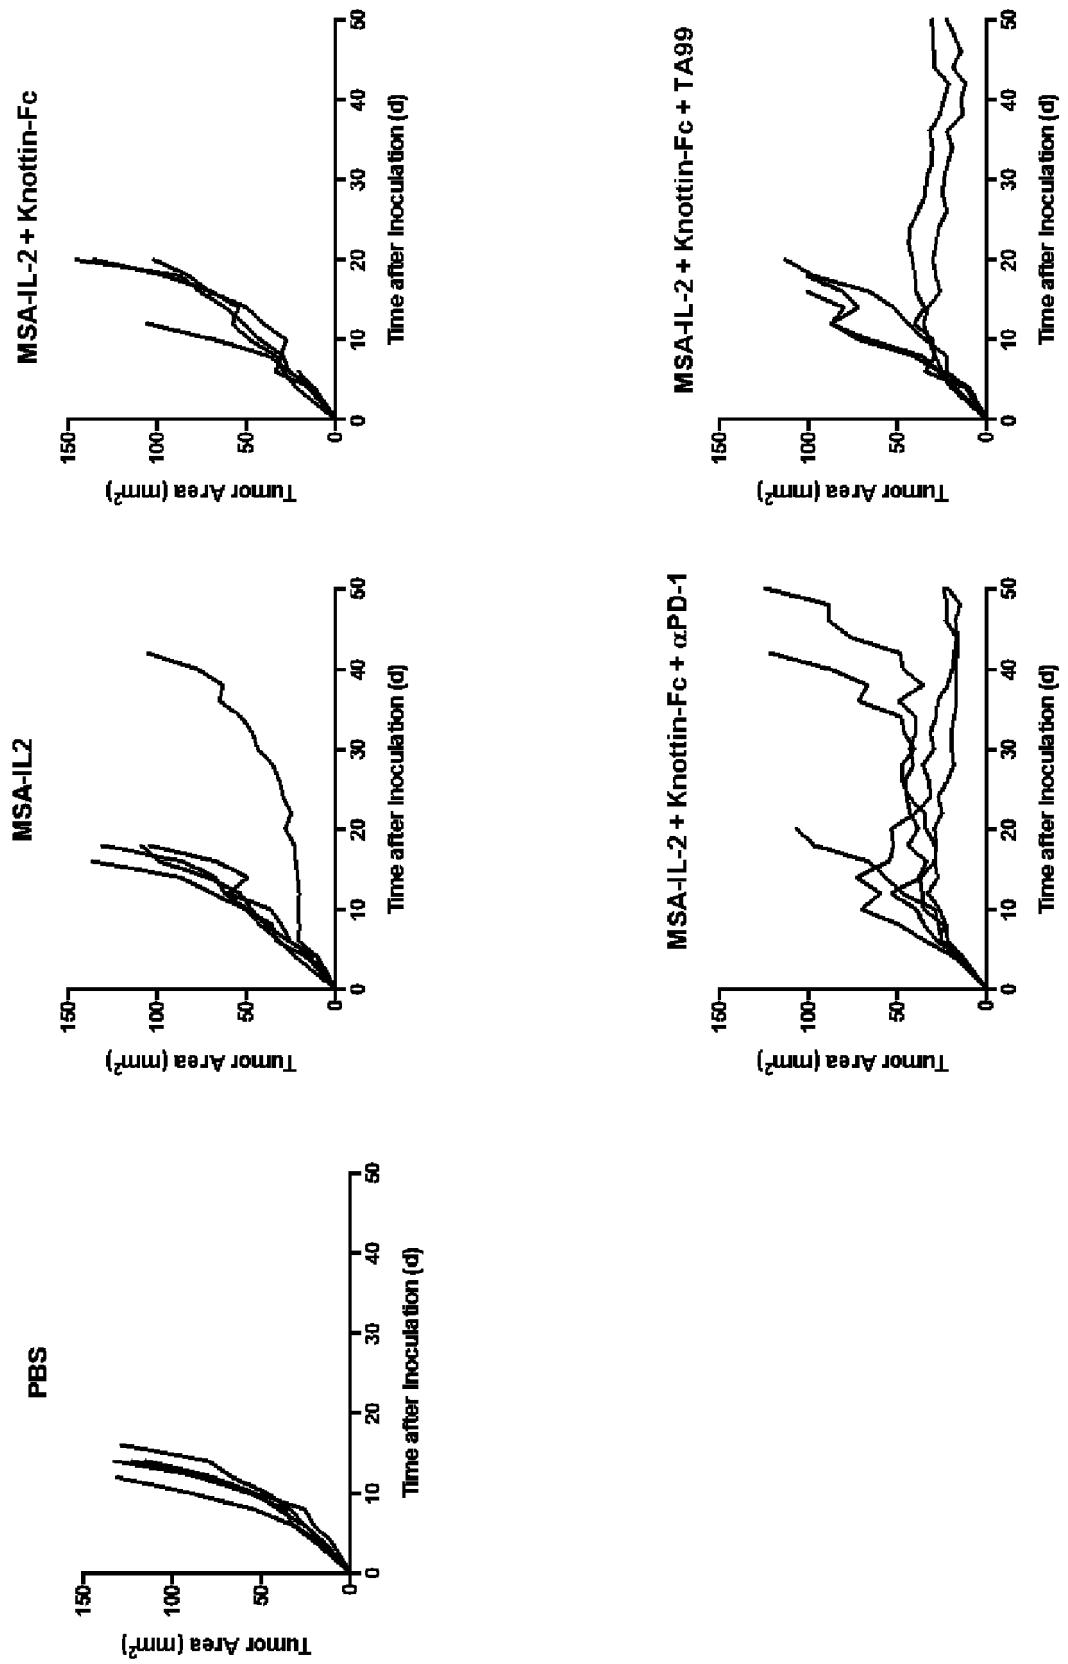 PBS
Tumor Area (mm²)
150
100
50
0
0 10 20 30 40 50
Time after Inoculation (d)
MSA-IL2
Tumor Area (mm²)
150
100
50
0
0 10 20 30 40 50
Time after Inoculation (d)
MSA-IL-2 + Knottin-Fc
Tumor Area (mm²)
150
100
50
0
0 10 20 30 40 50
Time after Inoculation (d)
MSA-IL-2 + Knottin-Fc + αPD-1
Tumor Area (mm²)
150
100
50
0
0 10 20 30 40 50
Time after Inoculation (d)
MSA-IL-2 + Knottin-Fc + TA99
Tumor Area (mm²)
150
100
50
0
0 10 20 30 40 50
Time after Inoculation (d)